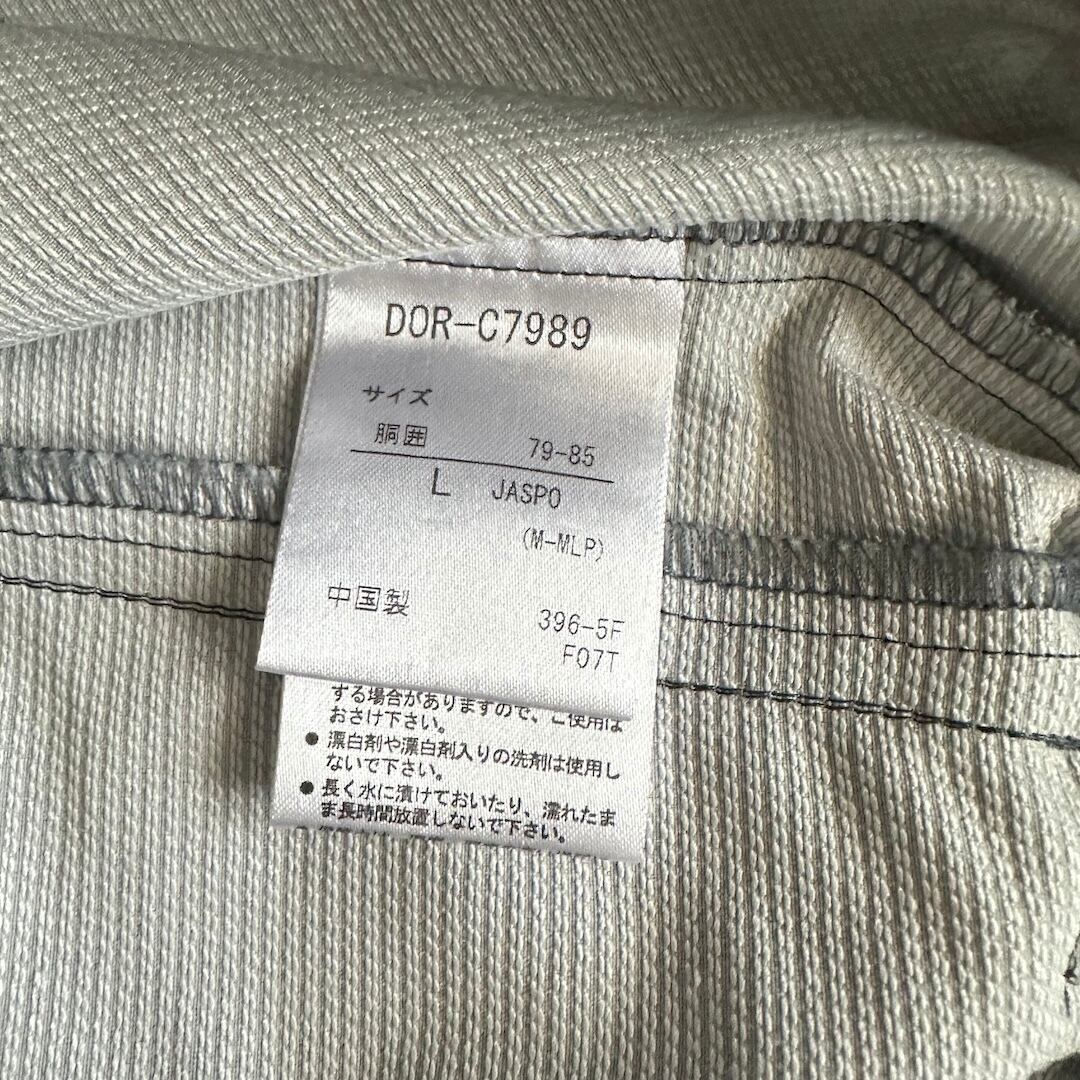 DOR-C7989
サイズ
胴囲 79-85
L JASPO
(M-MLP)
中国製
396-5F
F07T
する場合がありますので、ご使用は
おさけ下さい。
● 漂白剤や漂白剤入りの洗剤は使用し
ないで下さい。
● 長く水に漬けておいたり、濡れたま
ま長時間放置しないで下さい。